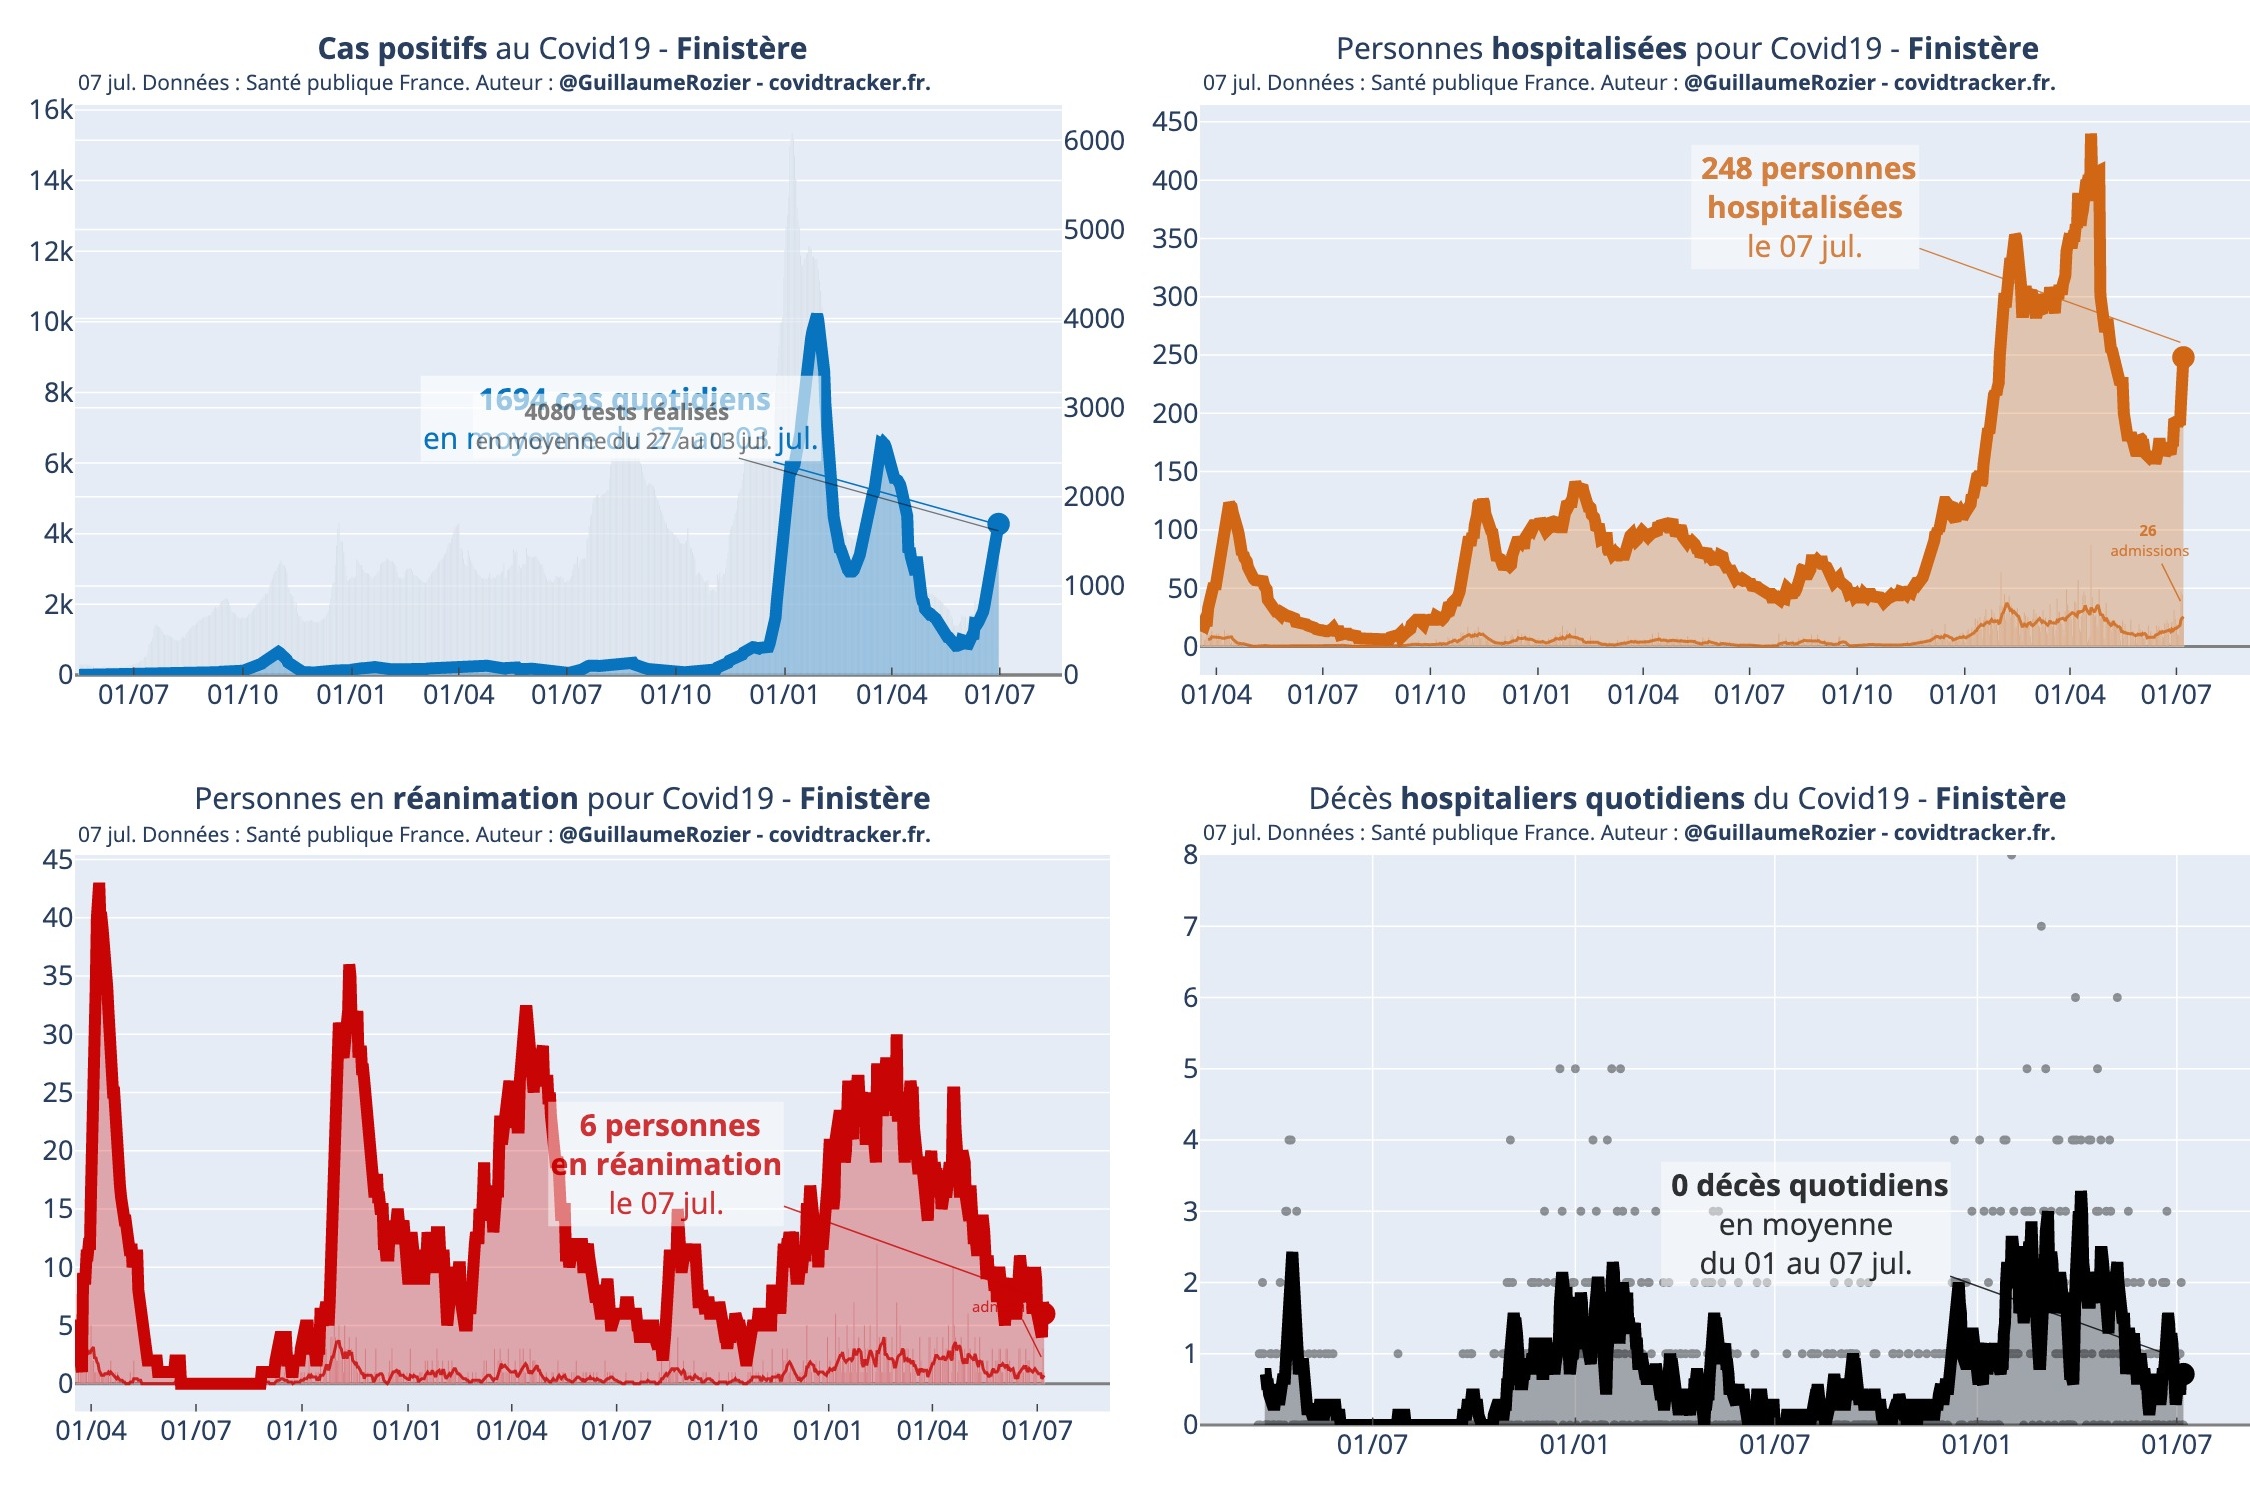 Cas positifs au Covid19 - Finistère
07 jul. Données : Santé publique France. Auteur : @GuillaumeRozier - covidtracker.fr.
16k
14k
12k
10k
8k
6k
4k
2k
0
6000
5000
4000
3000
2000
1000
0
1694 cas quotidiens
4080 tests réalisés
en moyenne du 27 au 03 jul.
en moyenne du 27 au 03 jul.
01/07 01/10 01/01 01/04 01/07 01/10 01/01 01/04 01/07
Personnes hospitalisées pour Covid19 - Finistère
07 jul. Données : Santé publique France. Auteur : @GuillaumeRozier - covidtracker.fr.
450
400
350
300
250
200
150
100
50
0
248 personnes
hospitalisées
le 07 jul.
26
admissions
01/04 01/07 01/10 01/01 01/04 01/07 01/10 01/01 01/04 01/07
Personnes en réanimation pour Covid19 - Finistère
07 jul. Données : Santé publique France. Auteur : @GuillaumeRozier - covidtracker.fr.
45
40
35
30
25
20
15
10
5
0
6 personnes
en réanimation
le 07 jul.
01/04 01/07 01/10 01/01 01/04 01/07 01/10 01/01 01/04 01/07
Décès hospitaliers quotidiens du Covid19 - Finistère
07 jul. Données : Santé publique France. Auteur : @GuillaumeRozier - covidtracker.fr.
8
7
6
5
4
3
2
1
0
0 décès quotidiens
en moyenne
du 01 au 07 jul.
01/07 01/01 01/07 01/01 01/07